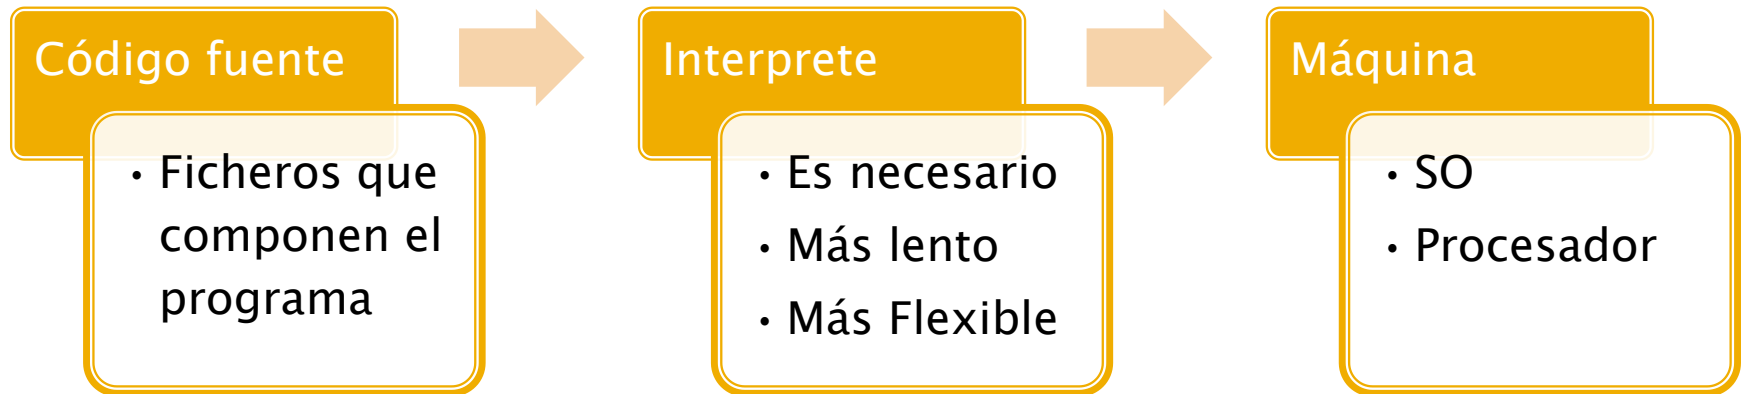 Código fuente
• Ficheros que
componen el
programa
Interprete
• Es necesario
• Más lento
• Más Flexible
Máquina
• SO
• Procesador